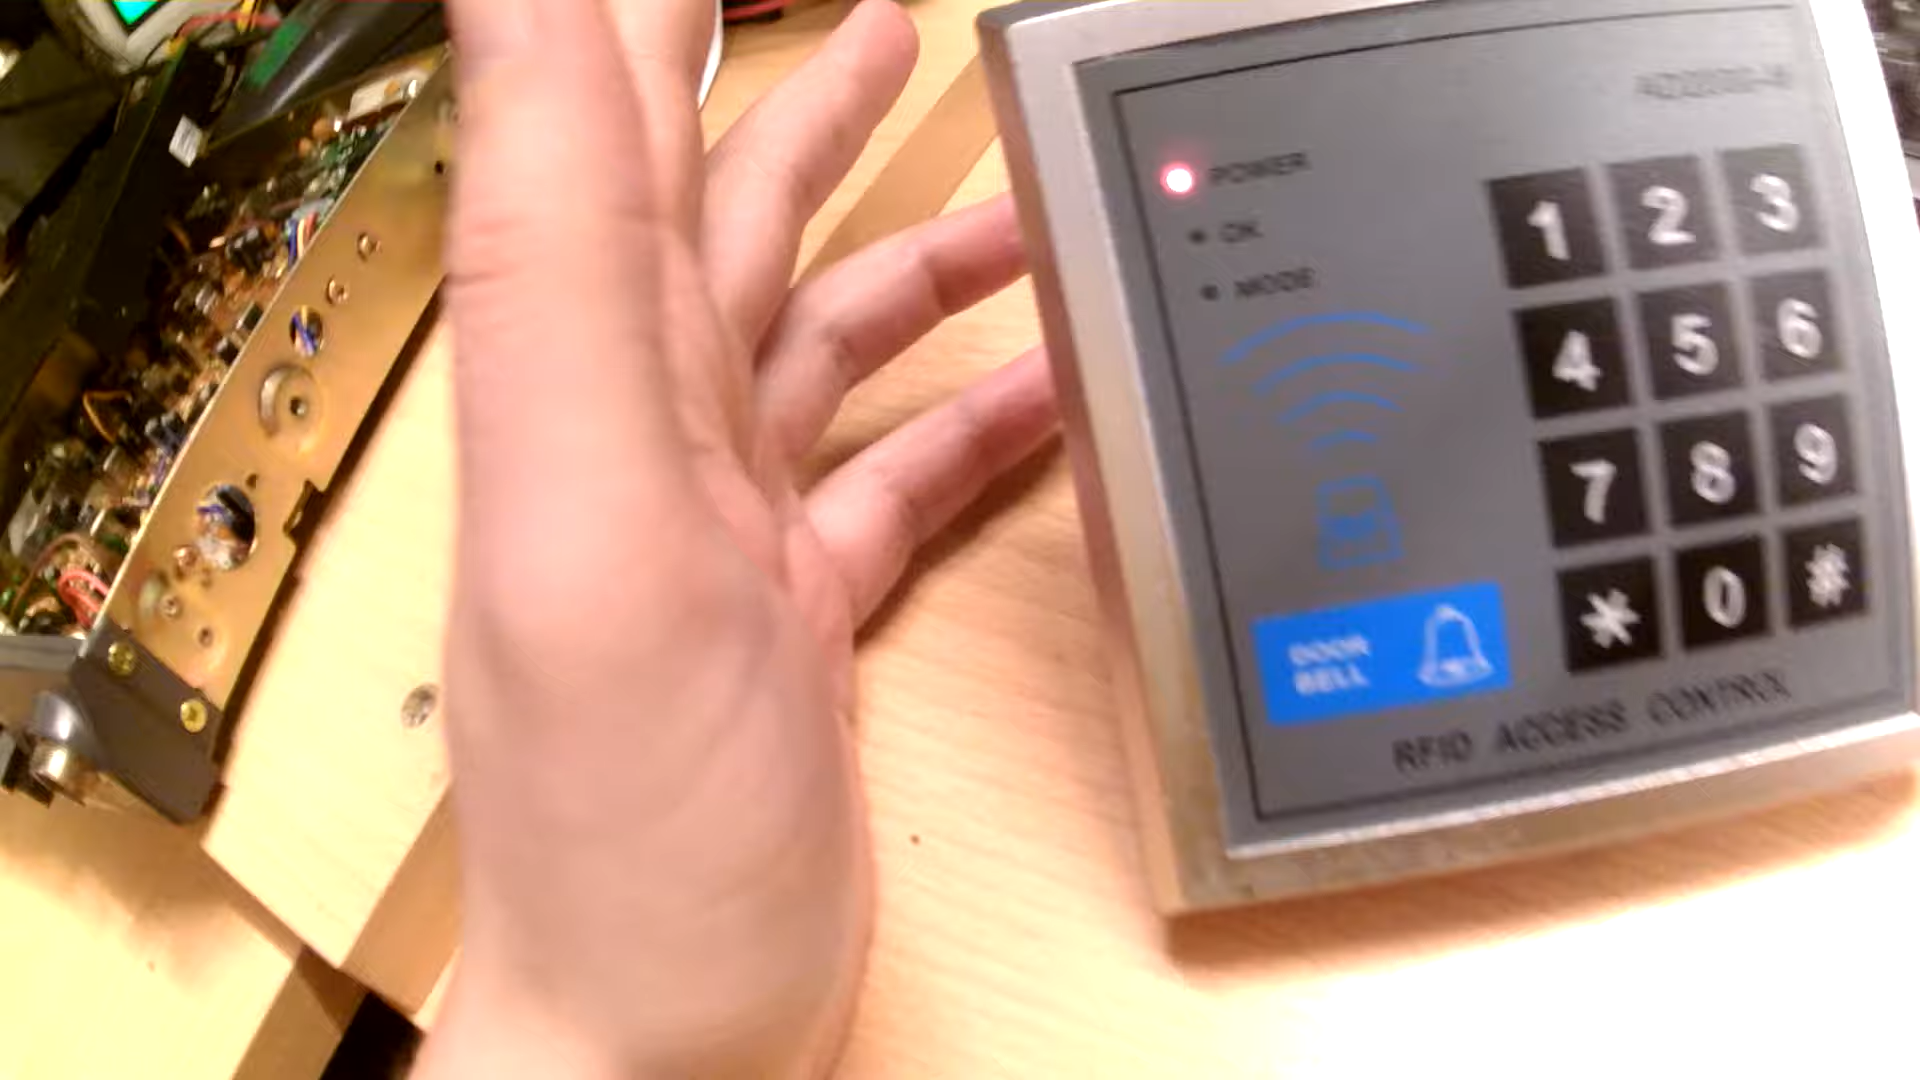 POWER
OK
MODE
1 2 3
4 5 6
7 8 9
* 0 #
DOOR
BELL
RFID ACCESS CONTROL